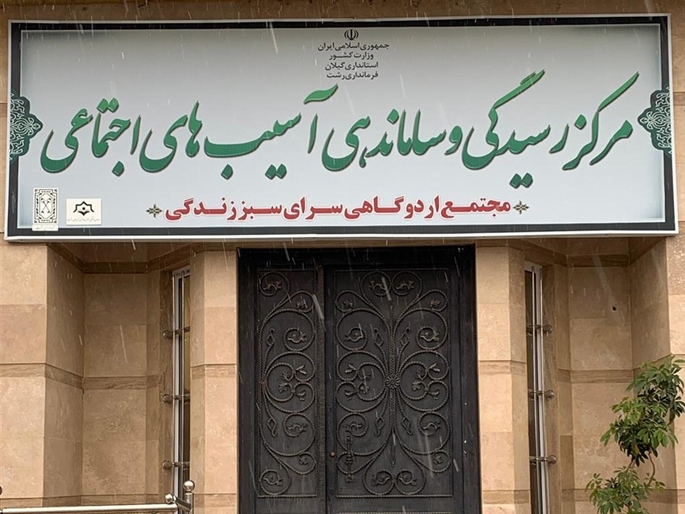 جمهوری اسلامی ایران
وزارت کشور
استانداری گیلان
فرمانداری رشت
مرکز رسیدگی و ساماندهی آسیب های اجتماعی
مجتمع اردوگاهی سرای سبز زندگی